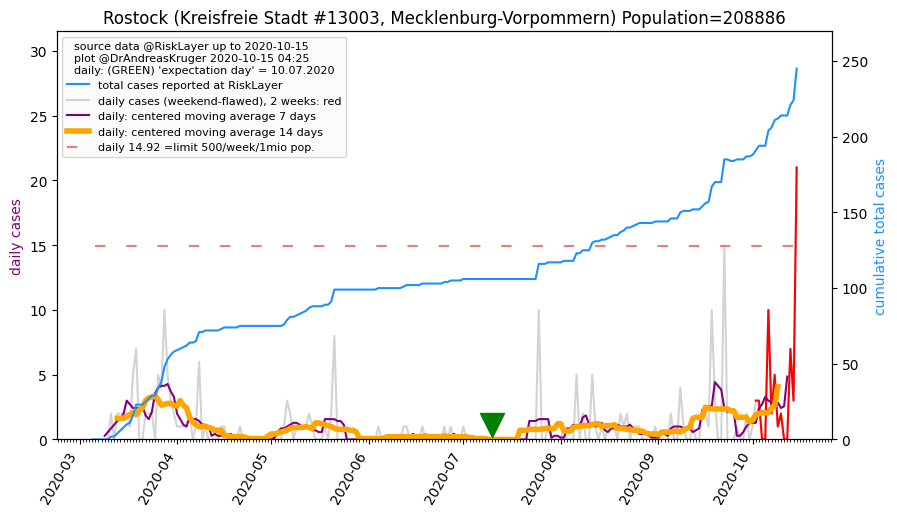 Rostock (Kreisfreie Stadt #13003, Mecklenburg-Vorpommern) Population=208886
source data @RiskLayer up to 2020-10-15
plot @DrAndreasKruger 2020-10-15 04:25
daily: (GREEN) 'expectation day' = 10.07.2020
total cases reported at RiskLayer
daily cases (weekend-flawed), 2 weeks: red
daily: centered moving average 7 days
daily: centered moving average 14 days
daily 14.92 =limit 500/week/1mio pop.
daily cases
30
25
20
15
10
5
0
cumulative total cases
250
200
150
100
50
0
2020-03
2020-04
2020-05
2020-06
2020-07
2020-08
2020-09
2020-10